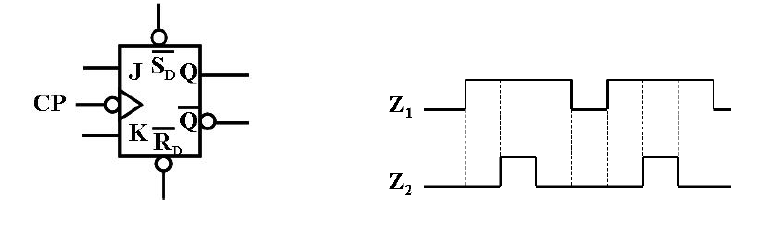 J S̅D Q
CP
Q̅
K R̅D
Z1
Z2